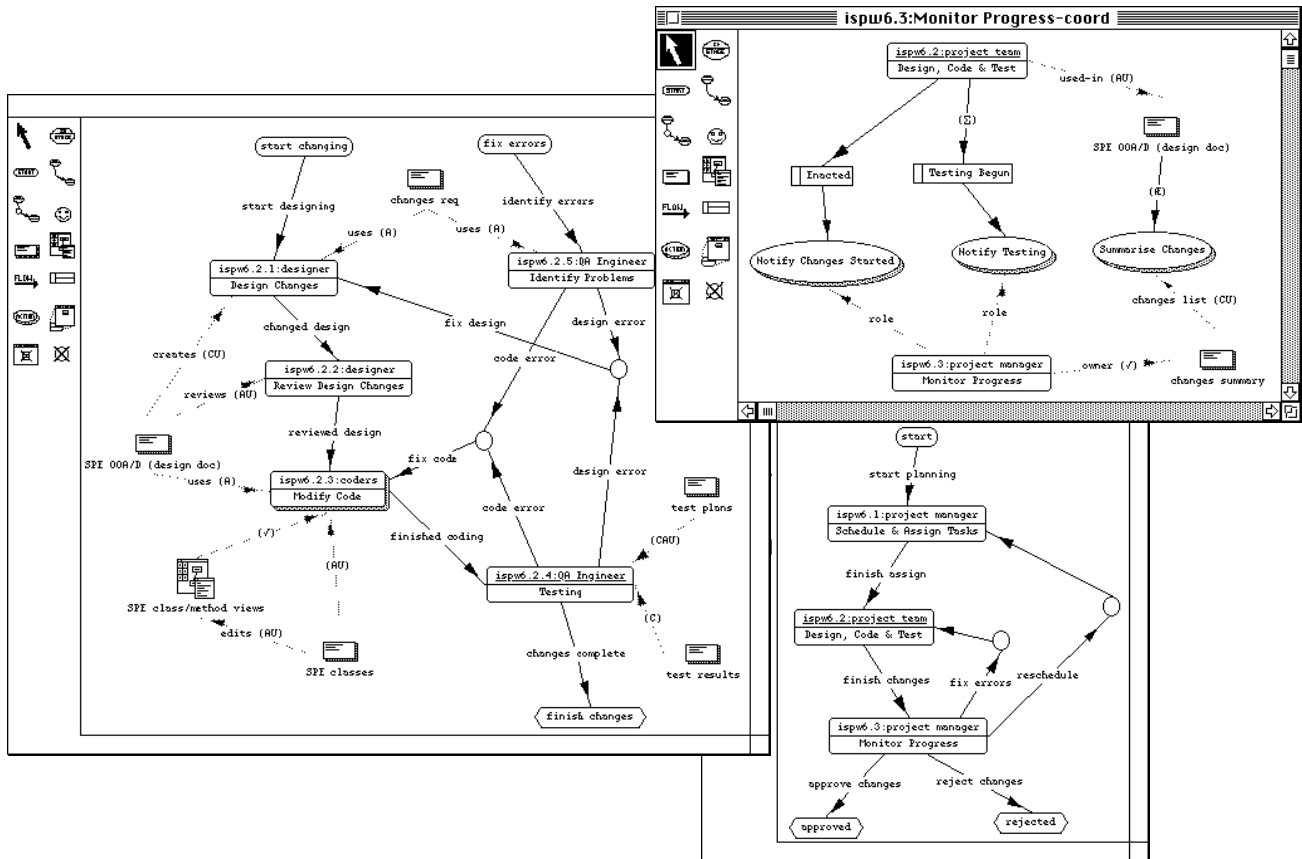 ispw6.3:Monitor Progress-coord
STAGE
START
FLOW
ACTION
ispw6.2:project team
Design, Code & Test
used-in (AU)
(Σ)
SPE OOA/D (design doc)
Enacted
Testing Begun
(Æ)
Notify Changes Started
Notify Testing
Summarise Changes
changes list (CU)
role
role
ispw6.3:project manager
Monitor Progress
owner (√)
changes summary
STAGE
START
FLOW
ACTION
start changing
fix errors
changes req
start designing
identify errors
uses (A)
uses (A)
ispw6.2.1:designer
Design Changes
ispw6.2.5:QA Engineer
Identify Problems
changed design
fix design
design error
creates (CU)
code error
ispw6.2.2:designer
Review Design Changes
reviews (AU)
reviewed design
SPE OOA/D (design doc)
uses (A)
fix code
design error
ispw6.2.3:coders
Modify Code
code error
test plans
(√)
finished coding
(CAU)
(AU)
ispw6.2.4:QA Engineer
Testing
SPE class/method views
(C)
edits (AU)
changes complete
SPE classes
test results
finish changes
start
start planning
ispw6.1:project manager
Schedule & Assign Tasks
finish assign
ispw6.2:project team
Design, Code & Test
finish changes
fix errors
reschedule
ispw6.3:project manager
Monitor Progress
approve changes
reject changes
approved
rejected